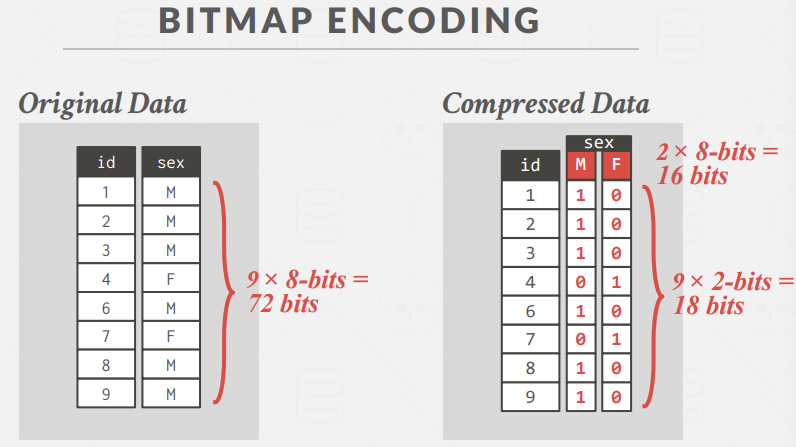 BITMAP ENCODING
Original Data
id sex
1 M
2 M
3 M
4 F
6 M
7 F
8 M
9 M
9 × 8-bits =
72 bits
Compressed Data
sex
id M F
1 1 0
2 1 0
3 1 0
4 0 1
6 1 0
7 0 1
8 1 0
9 1 0
2 × 8-bits =
16 bits
9 × 2-bits =
18 bits